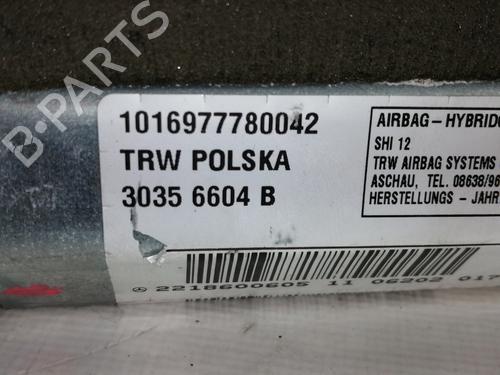 1016977780042
TRW POLSKA
3035 6604 B
AIRBAG-HYBRIDG
SHI 12
TRW AIRBAG SYSTEMS
ASCHAU, TEL. 08638/96
HERSTELLUNGS - JAHR
2218600605 11 06202 017
B-PARTS